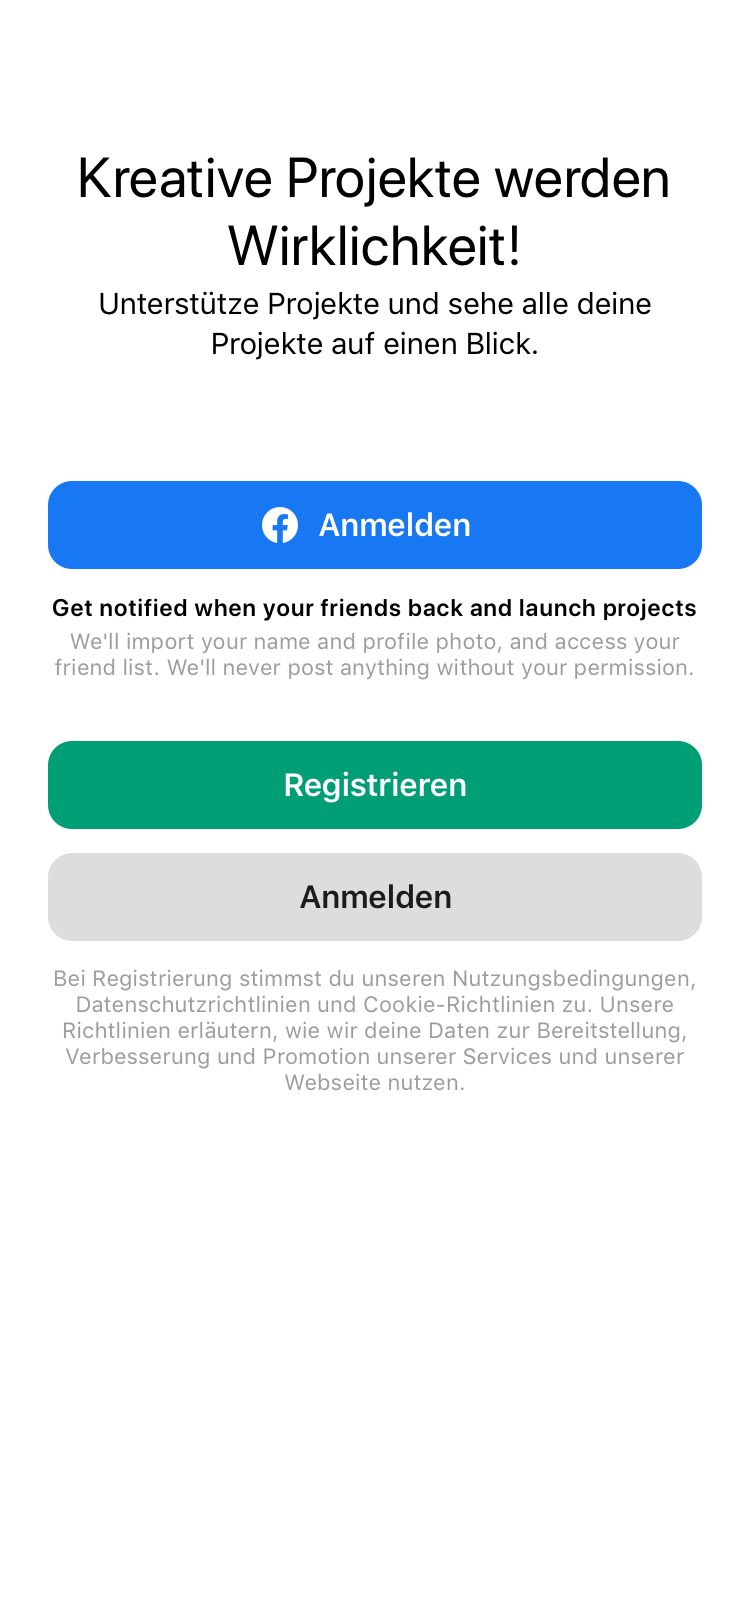 Kreative Projekte werden
Wirklichkeit!
Unterstütze Projekte und sehe alle deine
Projekte auf einen Blick.
Anmelden
Get notified when your friends back and launch projects
We'll import your name and profile photo, and access your
friend list. We'll never post anything without your permission.
Registrieren
Anmelden
Bei Registrierung stimmst du unseren Nutzungsbedingungen,
Datenschutzrichtlinien und Cookie-Richtlinien zu. Unsere
Richtlinien erläutern, wie wir deine Daten zur Bereitstellung,
Verbesserung und Promotion unserer Services und unserer
Webseite nutzen.